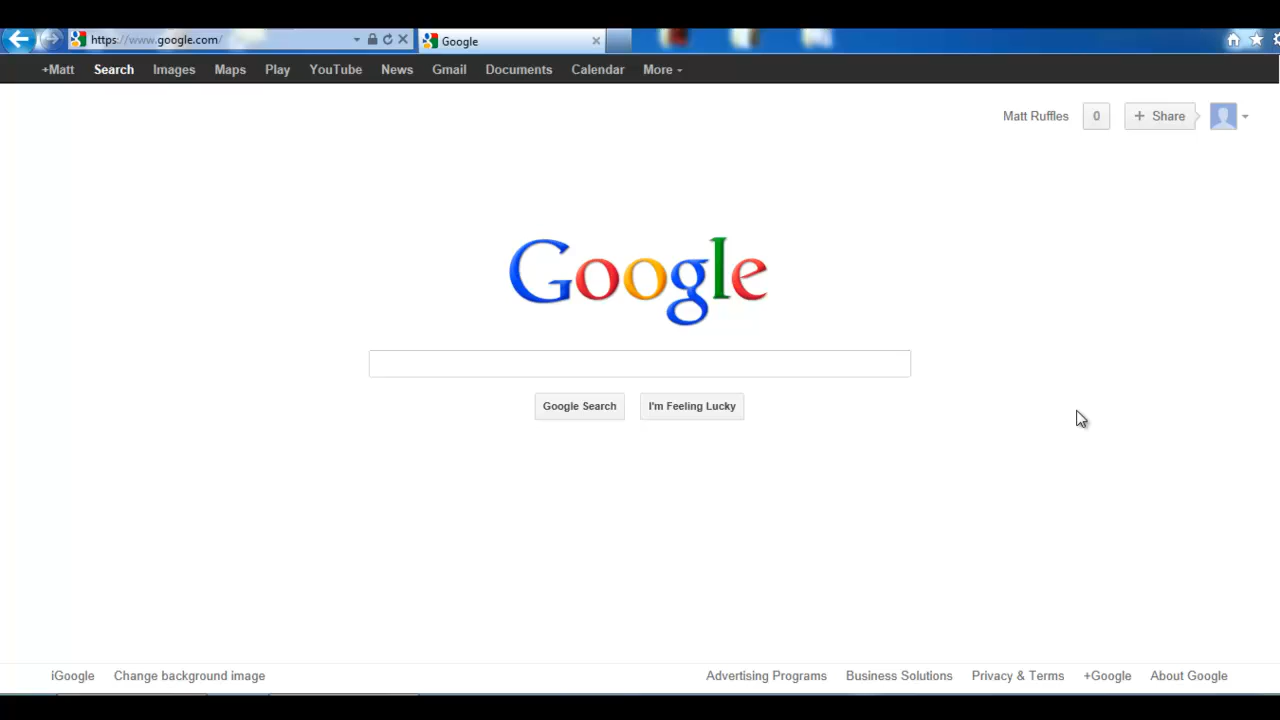 https://www.google.com/ Google
+Matt Search Images Maps Play YouTube News Gmail Documents Calendar More
Matt Ruffles 0 + Share
Google
Google Search I'm Feeling Lucky
iGoogle Change background image Advertising Programs Business Solutions Privacy & Terms +Google About Google